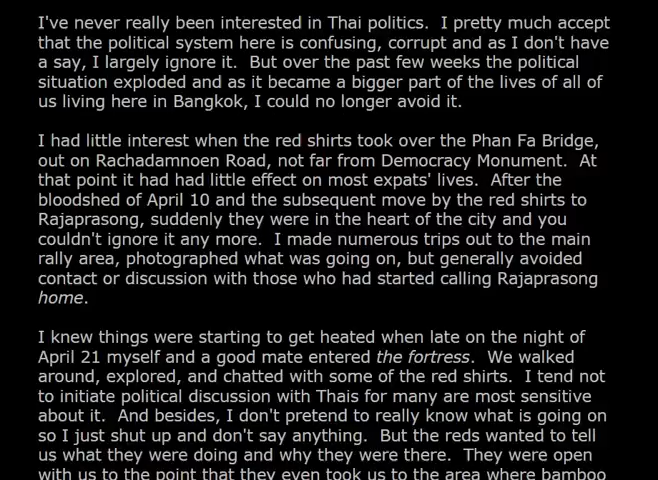 I've never really been interested in Thai politics.  I pretty much accept
that the political system here is confusing, corrupt and as I don't have
a say, I largely ignore it.  But over the past few weeks the political
situation exploded and as it became a bigger part of the lives of all of
us living here in Bangkok, I could no longer avoid it.
I had little interest when the red shirts took over the Phan Fa Bridge,
out on Rachadamnoen Road, not far from Democracy Monument.  At
that point it had had little effect on most expats' lives.  After the
bloodshed of April 10 and the subsequent move by the red shirts to
Rajaprasong, suddenly they were in the heart of the city and you
couldn't ignore it any more.  I made numerous trips out to the main
rally area, photographed what was going on, but generally avoided
contact or discussion with those who had started calling Rajaprasong
home.
I knew things were starting to get heated when late on the night of
April 21 myself and a good mate entered the fortress.  We walked
around, explored, and chatted with some of the red shirts.  I tend not
to initiate political discussion with Thais for many are most sensitive
about it.  And besides, I don't pretend to really know what is going on
so I just shut up and don't say anything.  But the reds wanted to tell
us what they were doing and why they were there.  They were open
with us to the point that they even took us to the area where bamboo